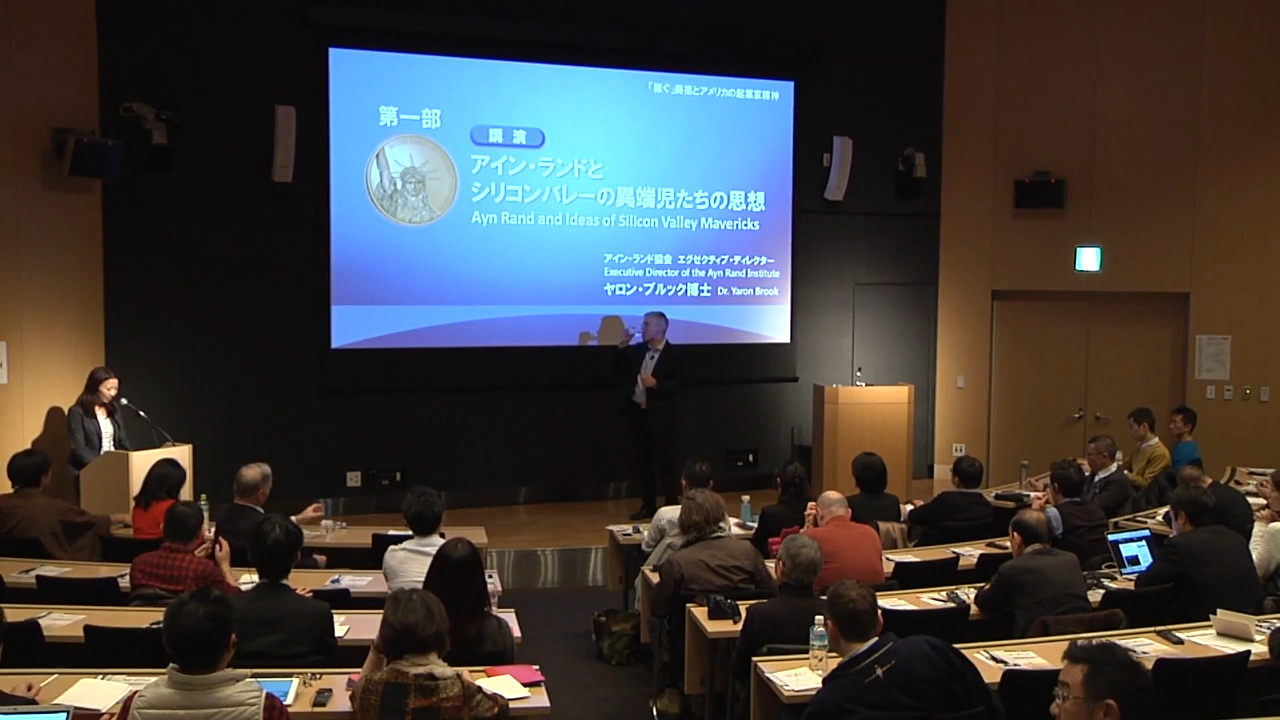 「稼ぐ」美徳とアメリカの起業家精神
第一部
講 演
アイン・ランドと
シリコンバレーの異端児たちの思想
Ayn Rand and Ideas of Silicon Valley Mavericks
アイン・ランド協会 エグゼクティブ・ディレクター
Executive Director of the Ayn Rand Institute
ヤロン・ブルック博士 Dr. Yaron Brook